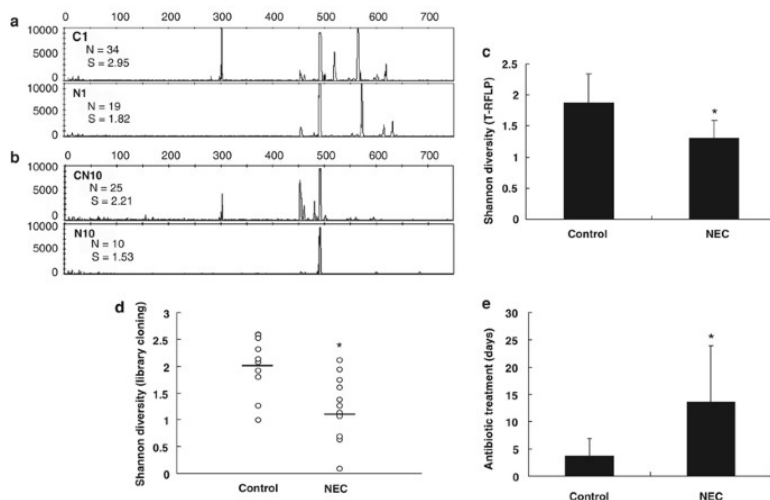 a
0 100 200 300 400 500 600 700
10000
5000
0
C1
N = 34
S = 2.95
10000
5000
0
N1
N = 19
S = 1.82
b
0 100 200 300 400 500 600 700
10000
5000
0
CN10
N = 25
S = 2.21
10000
5000
0
N10
N = 10
S = 1.53
c
Shannon diversity (T-RFLP)
2.5
2
1.5
1
0.5
0
*
Control NEC
d
Shannon diversity (library cloning)
3
2.5
2
1.5
1
0.5
0
*
Control NEC
e
Antibiotic treatment (days)
30
25
20
15
10
5
0
*
Control NEC